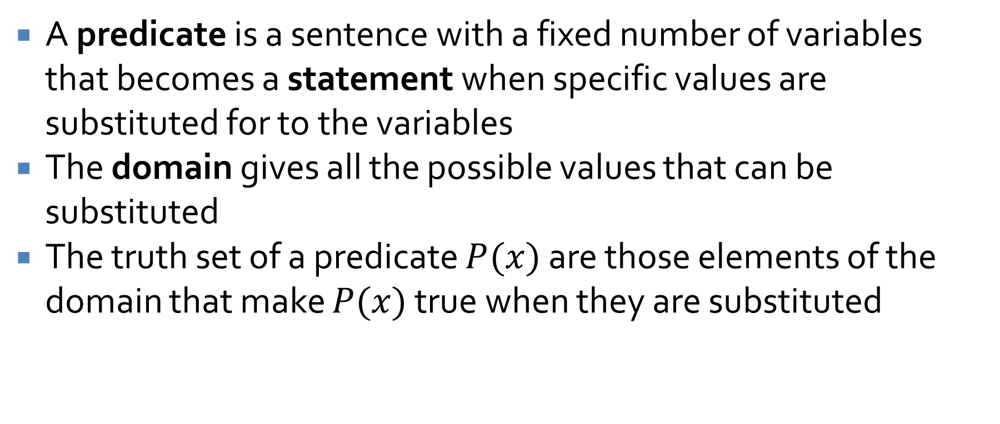 ▪ A predicate is a sentence with a fixed number of variables
that becomes a statement when specific values are
substituted for to the variables
▪ The domain gives all the possible values that can be
substituted
▪ The truth set of a predicate P(x) are those elements of the
domain that make P(x) true when they are substituted